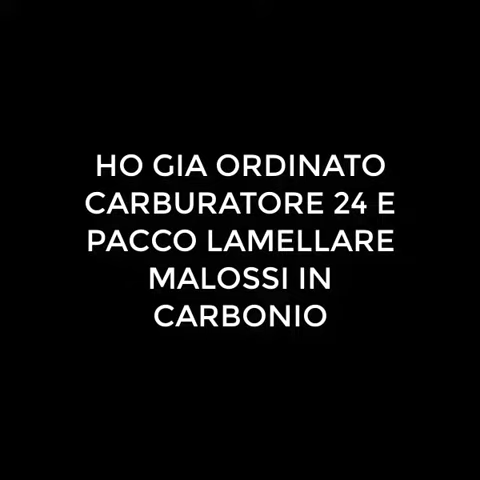 HO GIA ORDINATO
CARBURATORE 24 E
PACCO LAMELLARE
MALOSSI IN
CARBONIO